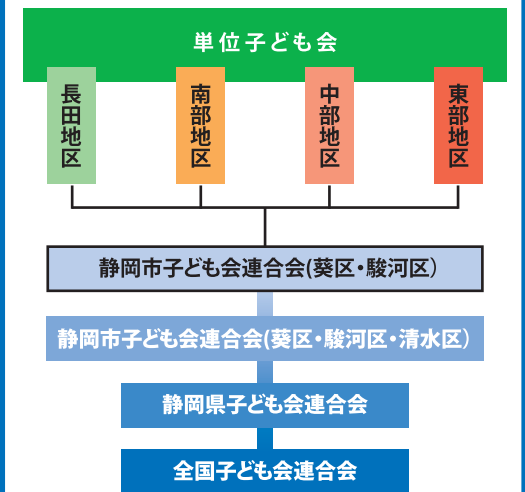 単位子ども会
長田地区
南部地区
中部地区
東部地区
静岡市子ども会連合会(葵区・駿河区)
静岡市子ども会連合会(葵区・駿河区・清水区)
静岡県子ども会連合会
全国子ども会連合会